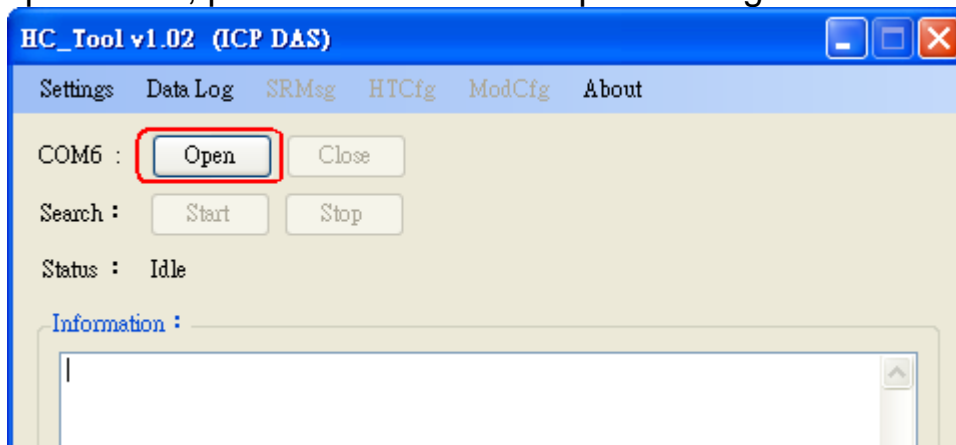 HC_Tool v1.02 (ICP DAS)
Settings Data Log SRMsg HTCfg ModCfg About
COM6 : Open Close
Search : Start Stop
Status : Idle
Information :